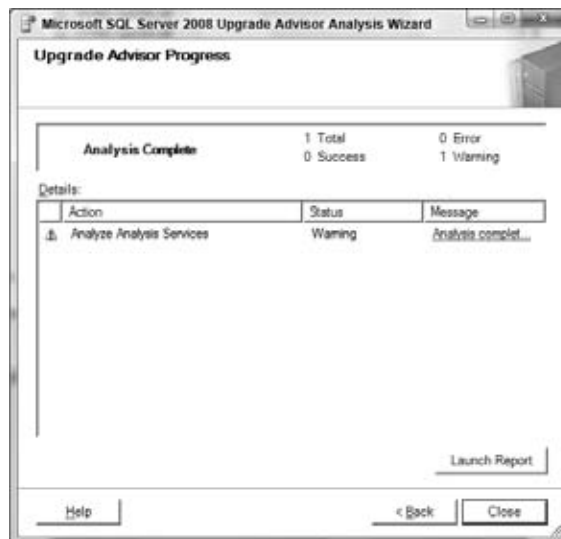 Microsoft SQL Server 2008 Upgrade Advisor Analysis Wizard
Upgrade Advisor Progress
Analysis Complete
1 Total
0 Error
0 Success
1 Warning
Details:
Action Status Message
Analyze Analysis Services Warning Analysis complet...
Launch Report
Help < Back Close